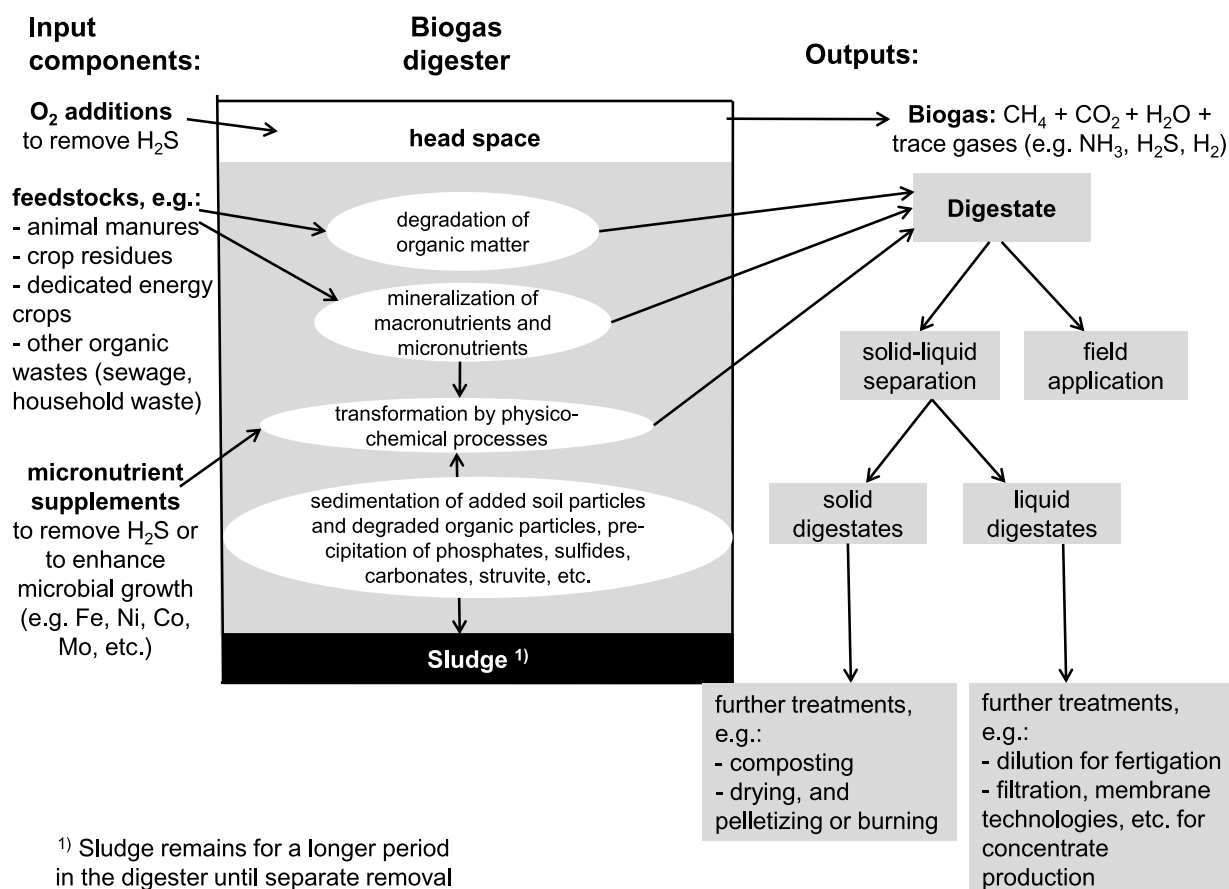 Input
components:
Biogas
digester
Outputs:
O₂ additions
to remove H₂S
feedstocks, e.g.:
- animal manures
- crop residues
- dedicated energy
crops
- other organic
wastes (sewage,
household waste)
micronutrient
supplements
to remove H₂S or
to enhance
microbial growth
(e.g. Fe, Ni, Co,
Mo, etc.)
head space
degradation of
organic matter
mineralization of
macronutrients and
micronutrients
transformation by physico-
chemical processes
sedimentation of added soil particles
and degraded organic particles, pre-
cipitation of phosphates, sulfides,
carbonates, struvite, etc.
Sludge ¹⁾
Biogas: CH₄ + CO₂ + H₂O +
trace gases (e.g. NH₃, H₂S, H₂)
Digestate
solid-liquid
separation
field
application
solid
digestates
liquid
digestates
further treatments,
e.g.:
- composting
- drying, and
pelletizing or burning
further treatments,
e.g.:
- dilution for fertigation
- filtration, membrane
technologies, etc. for
concentrate
production
¹⁾ Sludge remains for a longer period
in the digester until separate removal